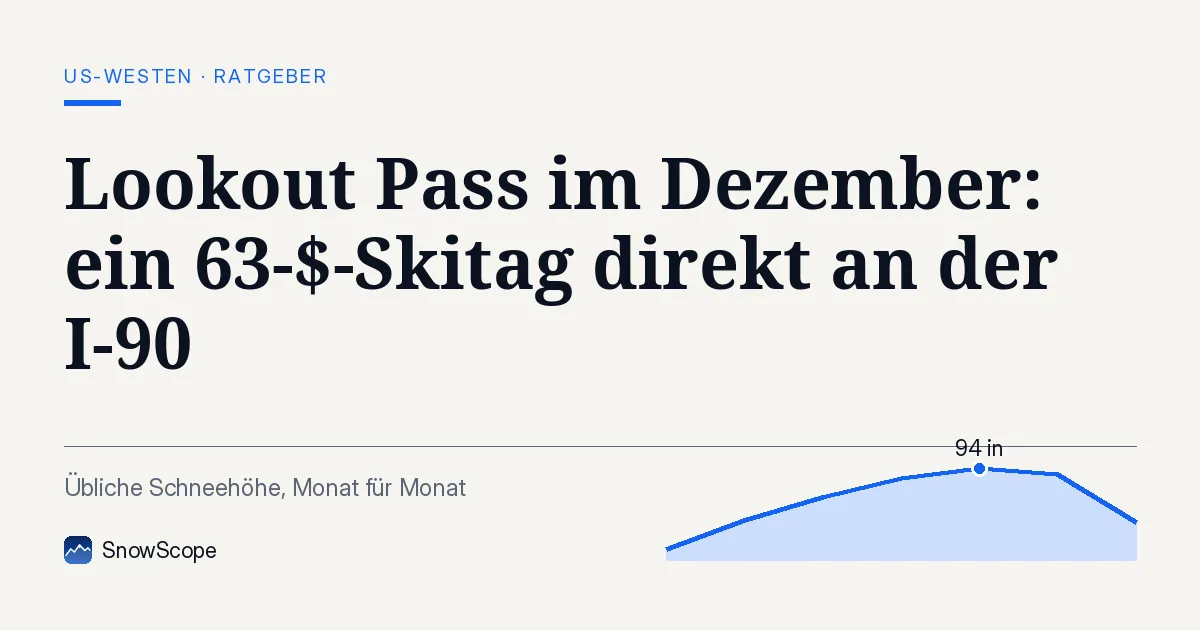 US-WESTEN · RATGEBER
Lookout Pass im Dezember:
ein 63-$-Skitag direkt an der
I-90
94 in
Übliche Schneehöhe, Monat für Monat
SnowScope